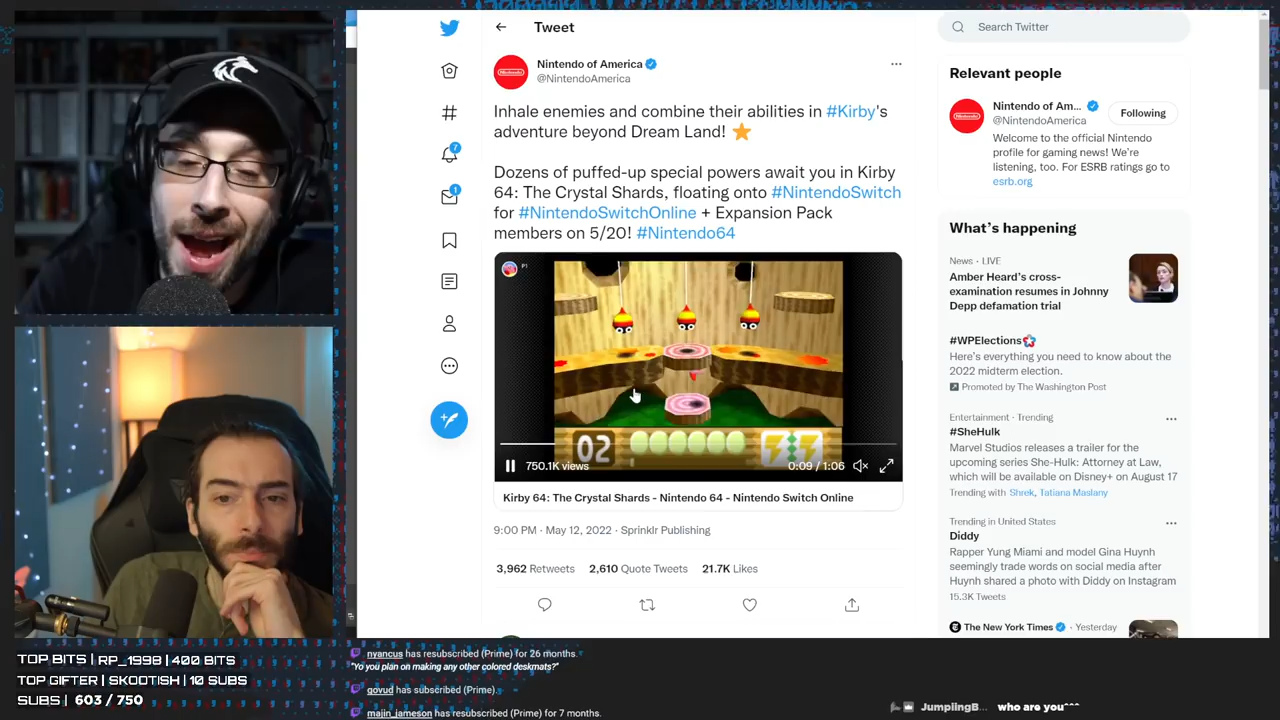 Tweet
Nintendo of America
@NintendoAmerica
Inhale enemies and combine their abilities in #Kirby's
adventure beyond Dream Land!
Dozens of puffed-up special powers await you in Kirby
64: The Crystal Shards, floating onto #NintendoSwitch
for #NintendoSwitchOnline + Expansion Pack
members on 5/20! #Nintendo64
P1
02
750.1K views
0:09 / 1:06
Kirby 64: The Crystal Shards - Nintendo 64 - Nintendo Switch Online
9:00 PM · May 12, 2022 · Sprinklr Publishing
3,962 Retweets 2,610 Quote Tweets 21.7K Likes
7
1
Search Twitter
Relevant people
Nintendo of Am...
@NintendoAmerica
Following
Welcome to the official Nintendo
profile for gaming news! We're
listening, too. For ESRB ratings go to
esrb.org
What's happening
News · LIVE
Amber Heard's cross-
examination resumes in Johnny
Depp defamation trial
#WPElections
Here's everything you need to know about the
2022 midterm election.
Promoted by The Washington Post
Entertainment · Trending
#SheHulk
Marvel Studios releases a trailer for the
upcoming series She-Hulk: Attorney at Law,
which will be available on Disney+ on August 17
Trending with Shrek, Tatiana Maslany
Trending in United States
Diddy
Rapper Yung Miami and model Gina Huynh
seemingly trade words on social media after
Huynh shared a photo with Diddy on Instagram
15.3K Tweets
The New York Times · Yesterday
TOP BITS | RP_1998 | 400 BITS
TOP GIFTER | SKOOTISH | 10 SUBS
SUBS | 603 / 750
nyancus has resubscribed (Prime) for 26 months.
"Yo you plan on making any other colored deskmats?"
govud has subscribed (Prime).
majin_jameson has resubscribed (Prime) for 7 months.
JumplingB... who are you^^^